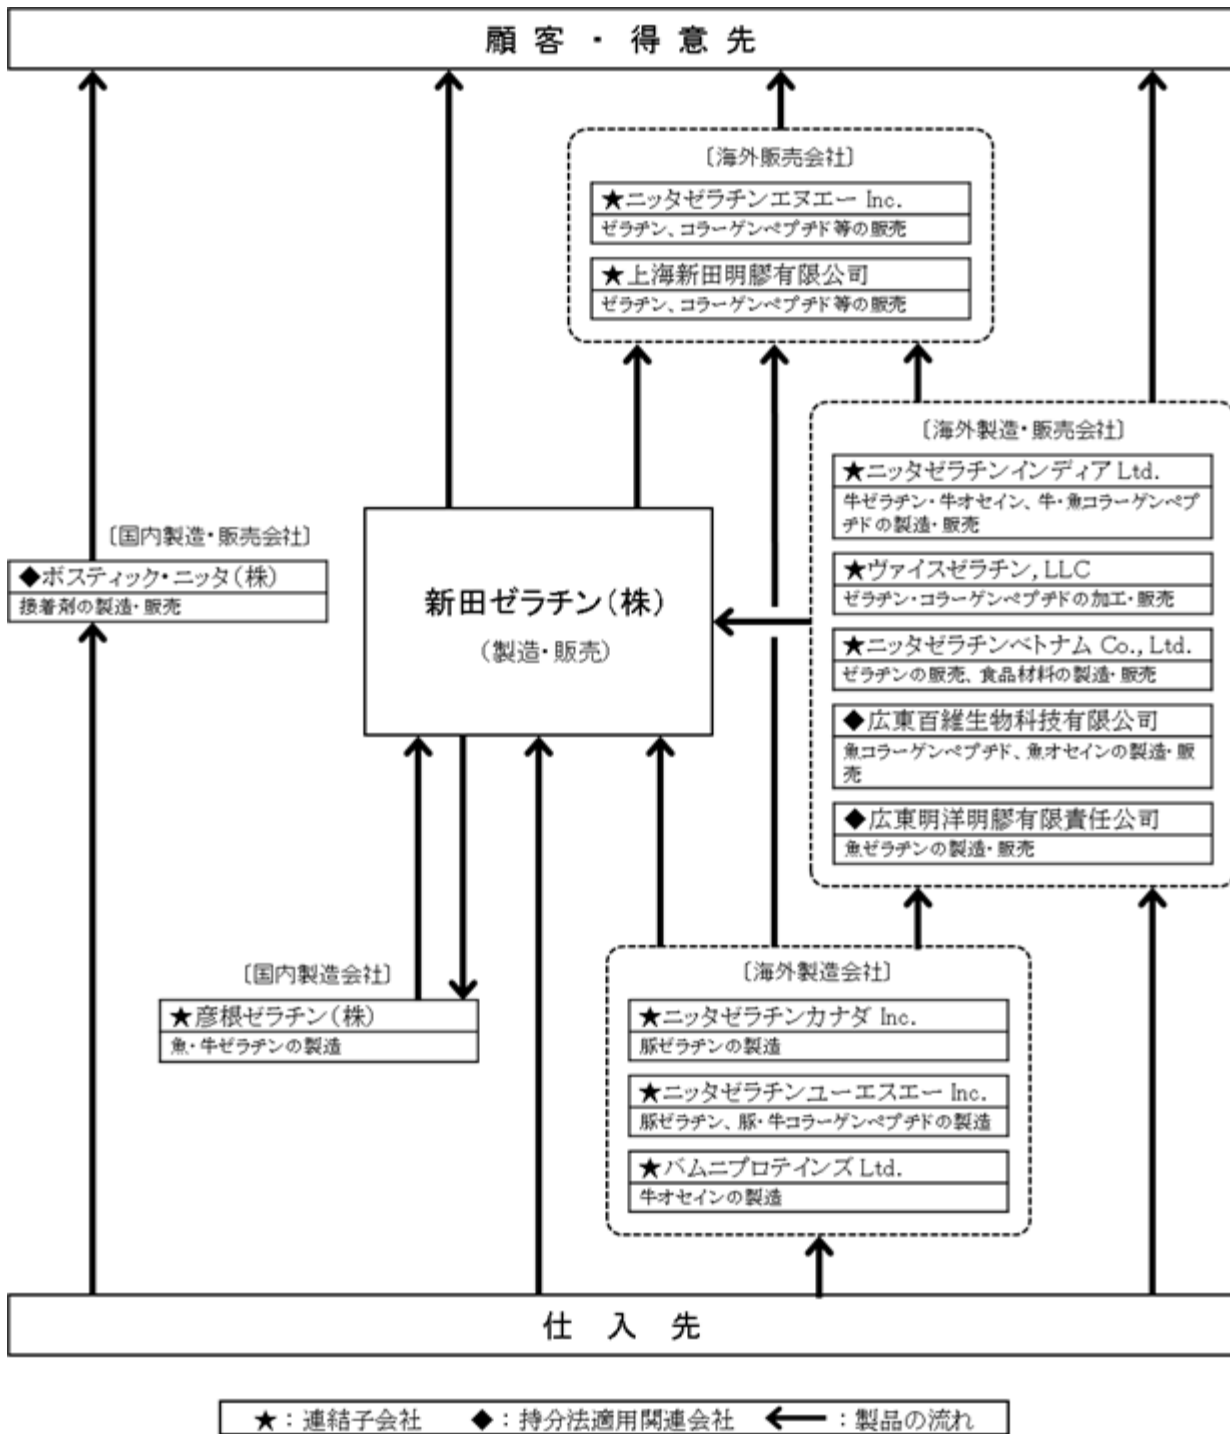 顧客・得意先
〔海外販売会社〕
★ニッタゼラチンエヌエー Inc.
ゼラチン、コラーゲンペプチド等の販売
★上海新田明膠有限公司
ゼラチン、コラーゲンペプチド等の販売
〔海外製造・販売会社〕
★ニッタゼラチンインディア Ltd.
牛ゼラチン・牛オセイン、牛・魚コラーゲンペプ
チドの製造・販売
★ヴァイスゼラチン, LLC
ゼラチン・コラーゲンペプチドの加工・販売
★ニッタゼラチンベトナム Co., Ltd.
ゼラチンの販売、食品材料の製造・販売
◆広東百維生物科技有限公司
魚コラーゲンペプチド、魚オセインの製造・販
売
◆広東明洋明膠有限責任公司
魚ゼラチンの製造・販売
〔国内製造・販売会社〕
◆ボスティック・ニッタ(株)
接着剤の製造・販売
新田ゼラチン(株)
(製造・販売)
〔国内製造会社〕
★彦根ゼラチン(株)
魚・牛ゼラチンの製造
〔海外製造会社〕
★ニッタゼラチンカナダ Inc.
豚ゼラチンの製造
★ニッタゼラチンユーエスエー Inc.
豚ゼラチン、豚・牛コラーゲンペプチドの製造
★バムニプロテインズ Ltd.
牛オセインの製造
仕入先
★：連結子会社 ◆：持分法適用関連会社 ←：製品の流れ